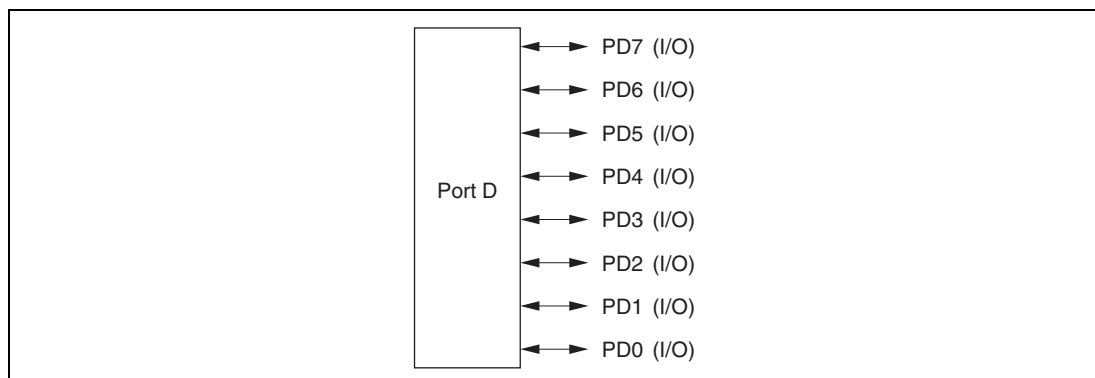 PD7 (I/O)
PD6 (I/O)
PD5 (I/O)
PD4 (I/O)
Port D
PD3 (I/O)
PD2 (I/O)
PD1 (I/O)
PD0 (I/O)